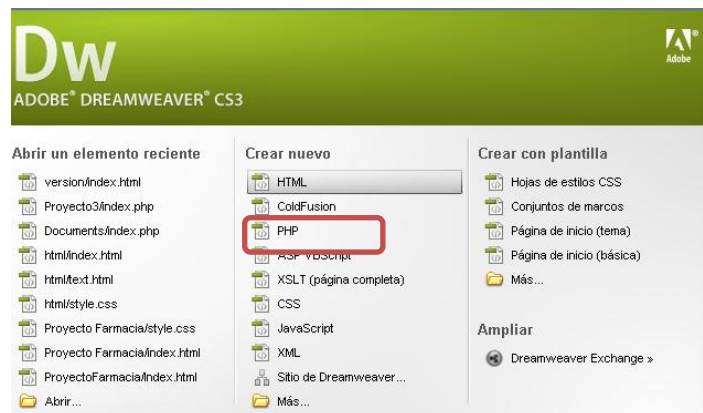 Dw
Adobe
ADOBE® DREAMWEAVER® CS3
Abrir un elemento reciente
version/index.html
Proyecto3/index.php
Documents/index.php
html/index.html
html/text.html
html/style.css
Proyecto Farmacia/style.css
Proyecto Farmacia/index.html
ProyectoFarmacia/Index.html
Abrir...
Crear nuevo
HTML
ColdFusion
PHP
ASP VBScript
XSLT (página completa)
CSS
JavaScript
XML
Sitio de Dreamweaver...
Más...
Crear con plantilla
Hojas de estilos CSS
Conjuntos de marcos
Página de inicio (tema)
Página de inicio (básica)
Más...
Ampliar
Dreamweaver Exchange »